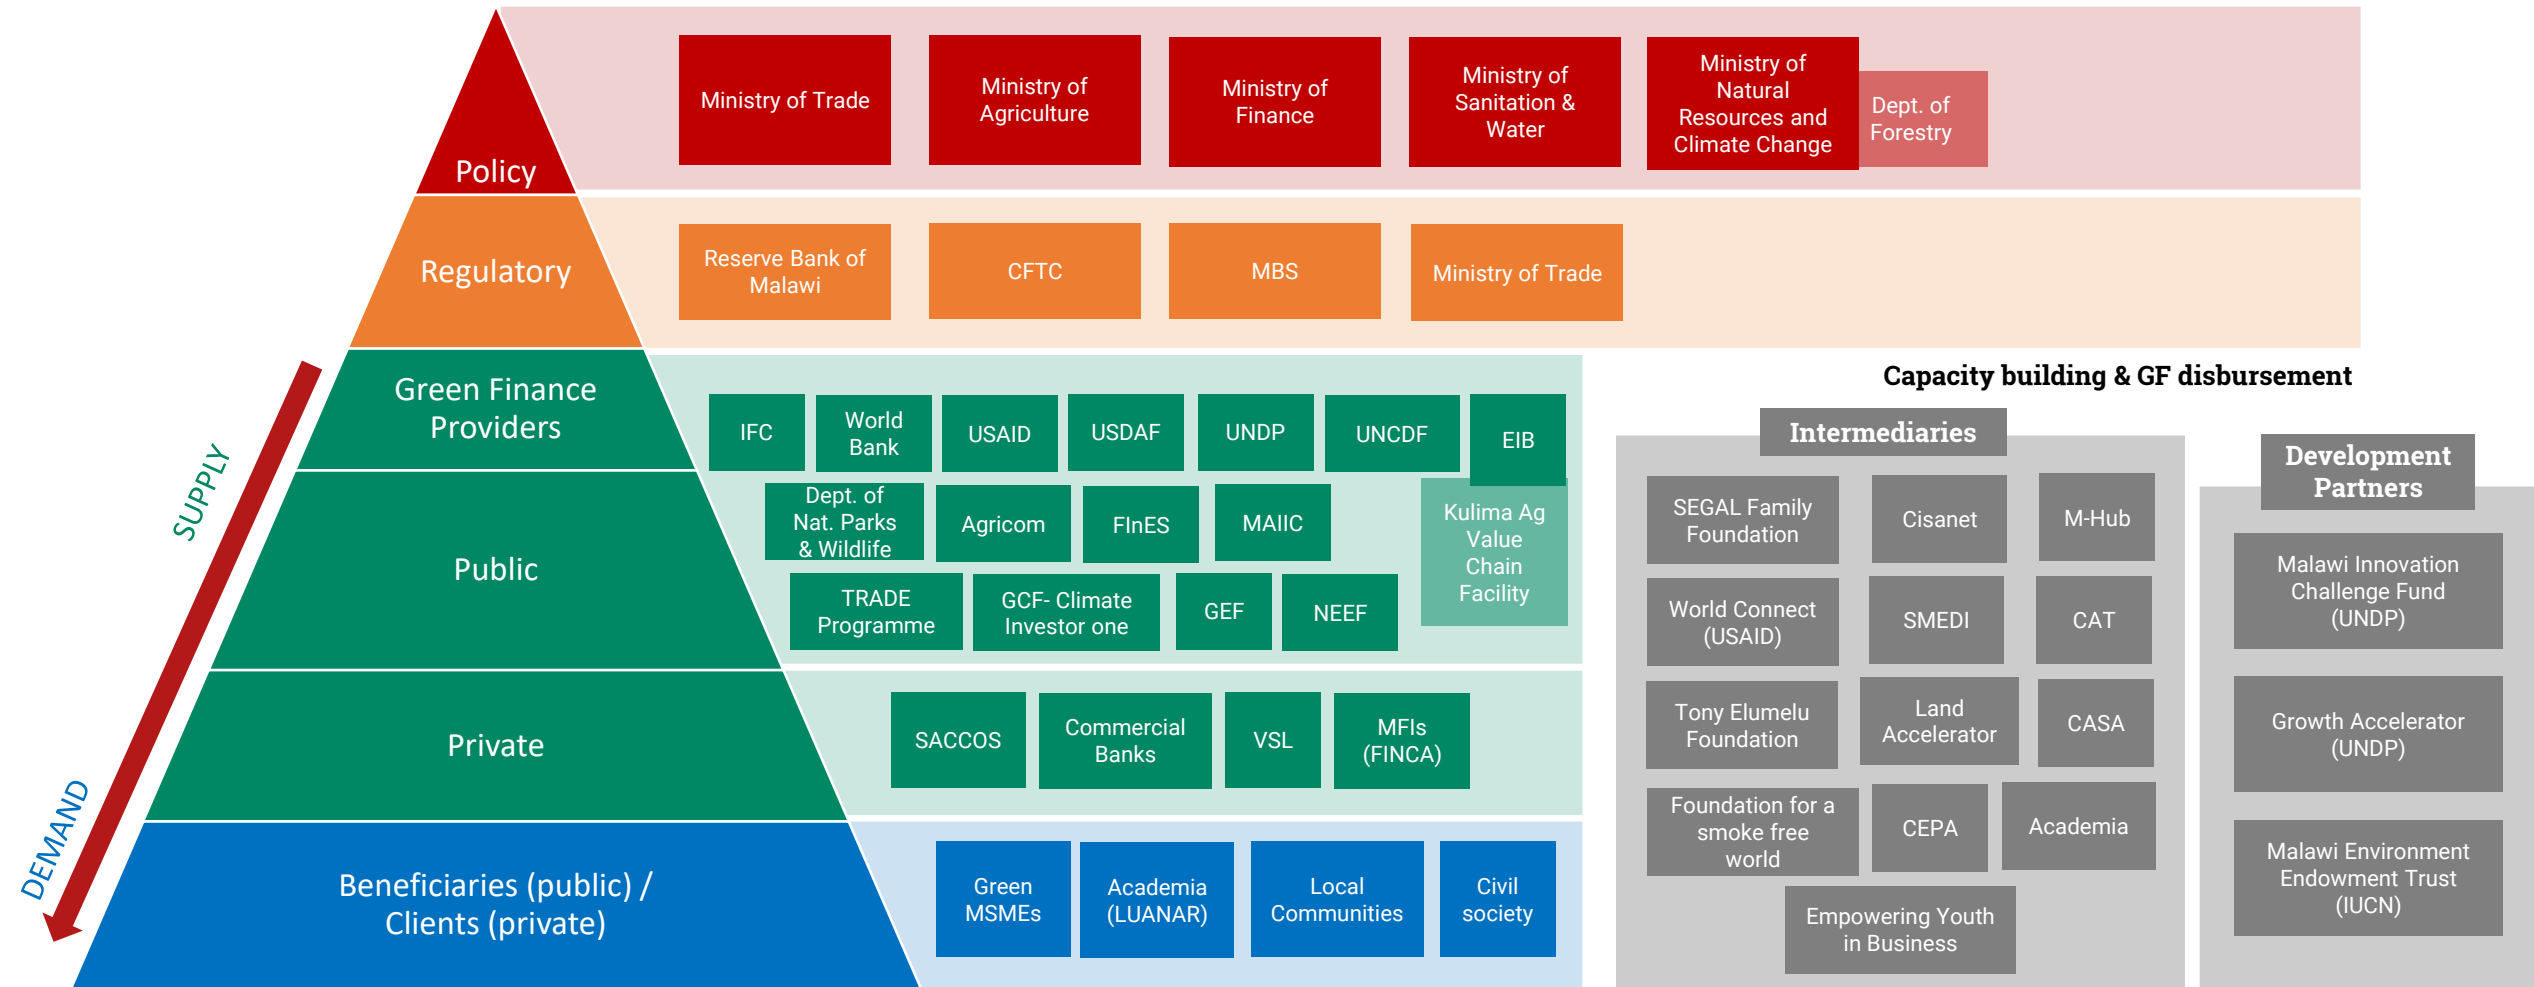 Policy
Ministry of Trade
Ministry of
Agriculture
Ministry of
Finance
Ministry of
Sanitation &
Water
Ministry of
Natural
Resources and
Climate Change
Dept. of
Forestry
Regulatory
Reserve Bank of
Malawi
CFTC
MBS
Ministry of Trade
SUPPLY
DEMAND
Green Finance
Providers
IFC
World
Bank
USAID
USDAF
UNDP
UNCDF
EIB
Kulima Ag
Value
Chain
Facility
Public
Dept. of
Nat. Parks
& Wildlife
Agricom
FInES
MAIIC
TRADE
Programme
GCF- Climate
Investor one
GEF
NEEF
Private
SACCOS
Commercial
Banks
VSL
MFIs
(FINCA)
Beneficiaries (public) /
Clients (private)
Green
MSMEs
Academia
(LUANAR)
Local
Communities
Civil
society
Capacity building & GF disbursement
Intermediaries
SEGAL Family
Foundation
Cisanet
M-Hub
World Connect
(USAID)
SMEDI
CAT
Tony Elumelu
Foundation
Land
Accelerator
CASA
Foundation for a
smoke free
world
CEPA
Academia
Empowering Youth
in Business
Development
Partners
Malawi Innovation
Challenge Fund
(UNDP)
Growth Accelerator
(UNDP)
Malawi Environment
Endowment Trust
(IUCN)